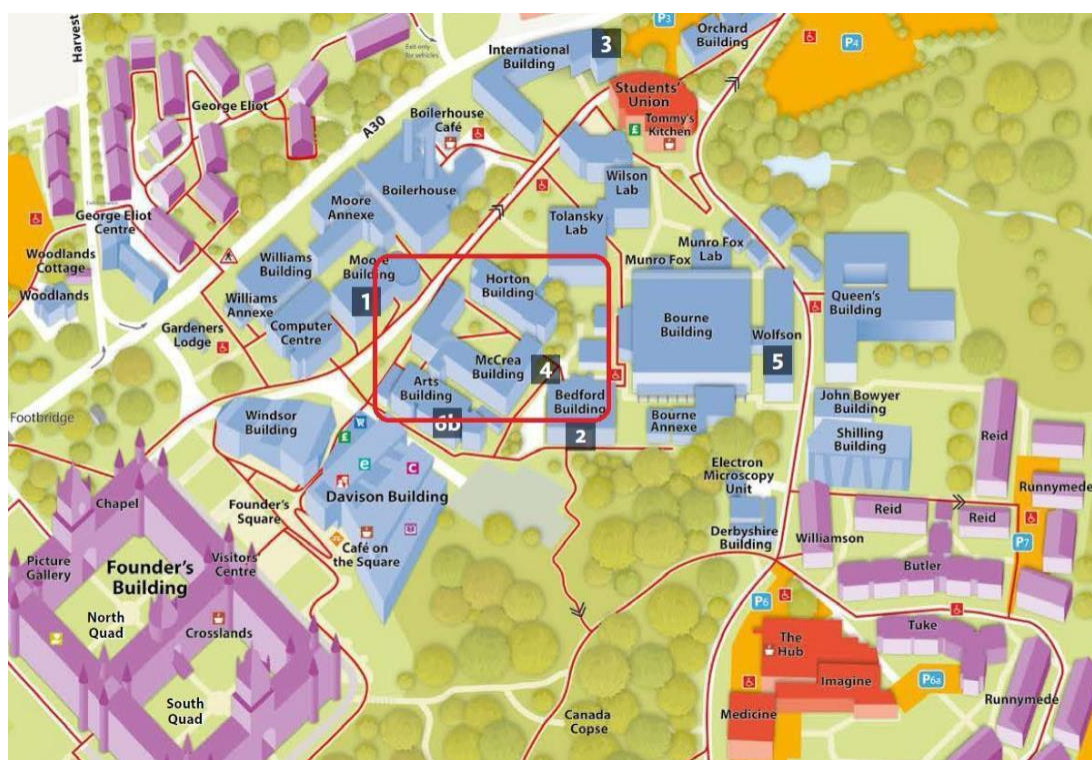 Harvest
P3
Orchard
Building
P4
International
Building
3
Exit only
for vehicles
Students'
Union
George Eliot
A30
Boilerhouse
Café
£
Tommy's
Kitchen
Boilerhouse
Wilson
Lab
Moore
Annexe
Tolansky
Lab
George Eliot
Centre
Woodlands
Cottage
Williams
Building
Moore
Building
Munro Fox
Lab
Munro Fox
Horton
Building
Woodlands
1
Williams
Annexe
Queen's
Building
Gardeners
Lodge
Computer
Centre
Bourne
Building
Wolfson
5
McCrea
Building
4
Arts
Building
Bedford
Building
John Bowyer
Building
Footbridge
Windsor
Building
6b
2
Bourne
Annexe
Shilling
Building
Reid
£
e
c
Electron
Microscopy
Unit
Runnymede
Davison Building
Chapel
Founder's
Square
Reid
Reid
Derbyshire
Building
Williamson
P7
Picture
Gallery
Visitors
Centre
Café on
the Square
Founder's
Building
Butler
North
Quad
Crosslands
P6
Tuke
The
Hub
Imagine
P6a
South
Quad
Runnymede
Canada
Copse
Medicine